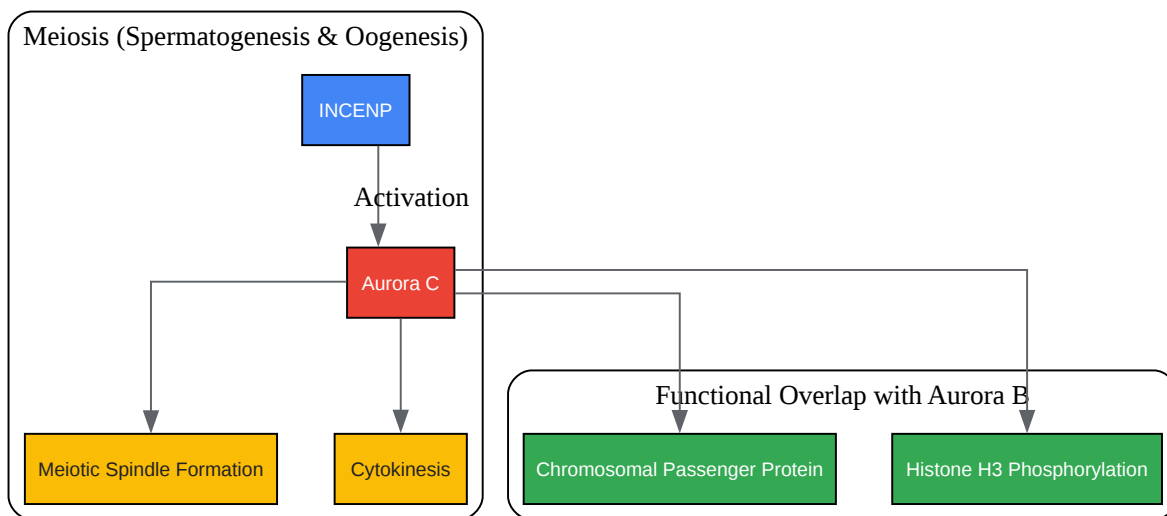 Meiosis (Spermatogenesis & Oogenesis)
INCENP
Activation
Aurora C
Functional Overlap with Aurora B
Meiotic Spindle Formation
Cytokinesis
Chromosomal Passenger Protein
Histone H3 Phosphorylation